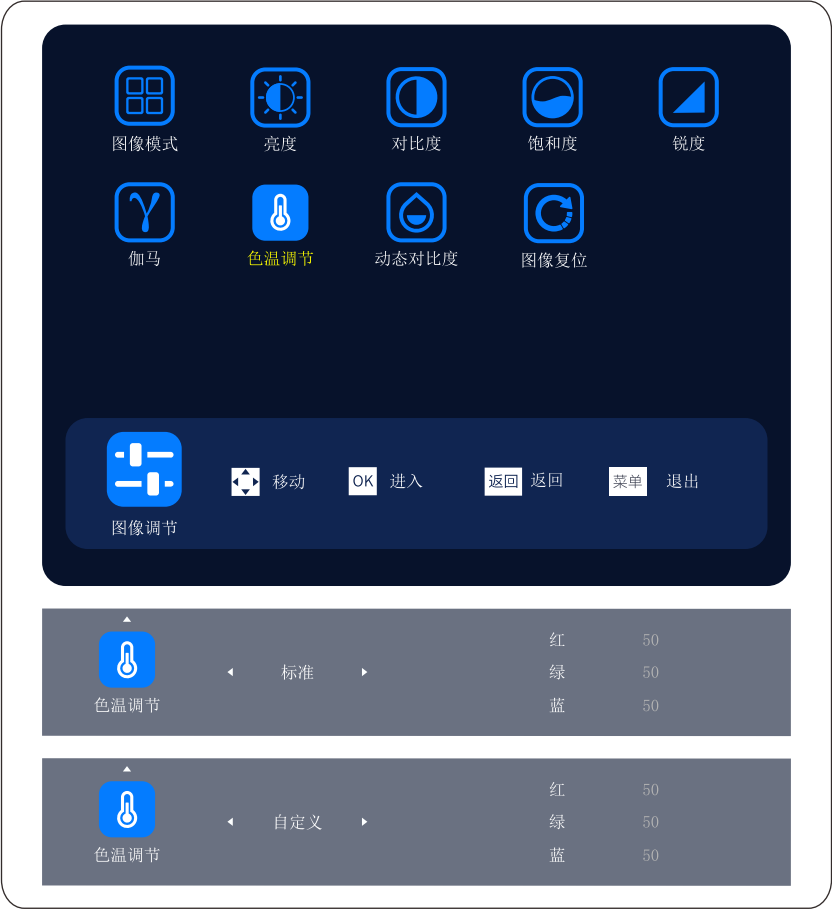 图像模式 亮度 对比度 饱和度 锐度
γ
伽马 色温调节 动态对比度 图像复位
移动 OK 进入 返回 返回 菜单 退出
图像调节
红 50
标准 绿 50
色温调节 蓝 50
红 50
自定义 绿 50
色温调节 蓝 50